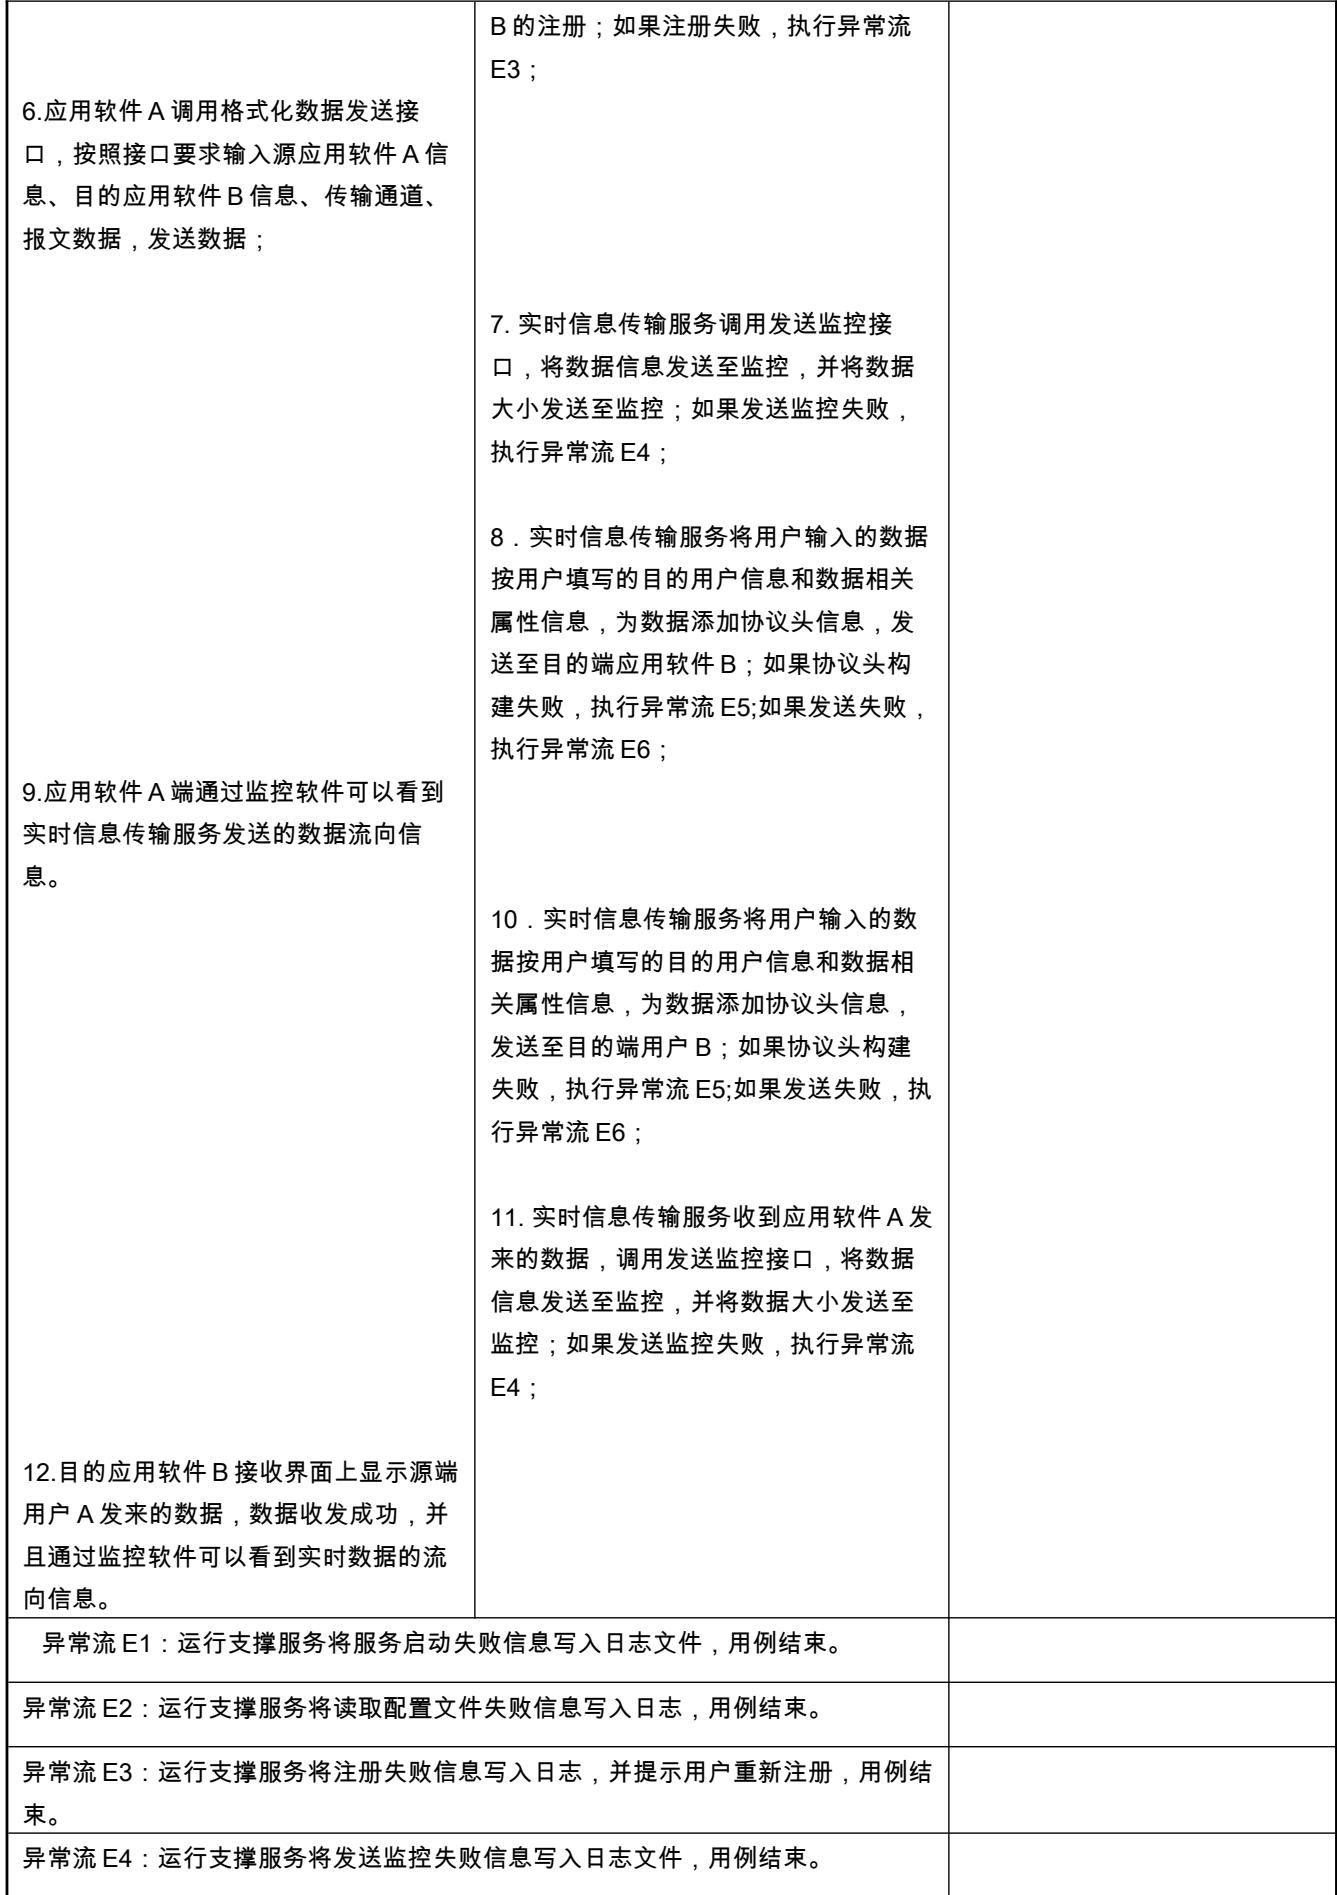 B 的注册；如果注册失败，执行异常流
E3；
6.应用软件 A 调用格式化数据发送接
口，按照接口要求输入源应用软件 A 信
息、目的应用软件 B 信息、传输通道、
报文数据，发送数据；
7. 实时信息传输服务调用发送监控接
口，将数据信息发送至监控，并将数据
大小发送至监控；如果发送监控失败，
执行异常流 E4；
8．实时信息传输服务将用户输入的数据
按用户填写的目的用户信息和数据相关
属性信息，为数据添加协议头信息，发
送至目的端应用软件 B；如果协议头构
建失败，执行异常流 E5;如果发送失败，
执行异常流 E6；
9.应用软件 A 端通过监控软件可以看到
实时信息传输服务发送的数据流向信
息。
10．实时信息传输服务将用户输入的数
据按用户填写的目的用户信息和数据相
关属性信息，为数据添加协议头信息，
发送至目的端用户 B；如果协议头构建
失败，执行异常流 E5;如果发送失败，执
行异常流 E6；
11. 实时信息传输服务收到应用软件 A 发
来的数据，调用发送监控接口，将数据
信息发送至监控，并将数据大小发送至
监控；如果发送监控失败，执行异常流
E4；
12.目的应用软件 B 接收界面上显示源端
用户 A 发来的数据，数据收发成功，并
且通过监控软件可以看到实时数据的流
向信息。
异常流 E1：运行支撑服务将服务启动失败信息写入日志文件，用例结束。
异常流 E2：运行支撑服务将读取配置文件失败信息写入日志，用例结束。
异常流 E3：运行支撑服务将注册失败信息写入日志，并提示用户重新注册，用例结
束。
异常流 E4：运行支撑服务将发送监控失败信息写入日志文件，用例结束。